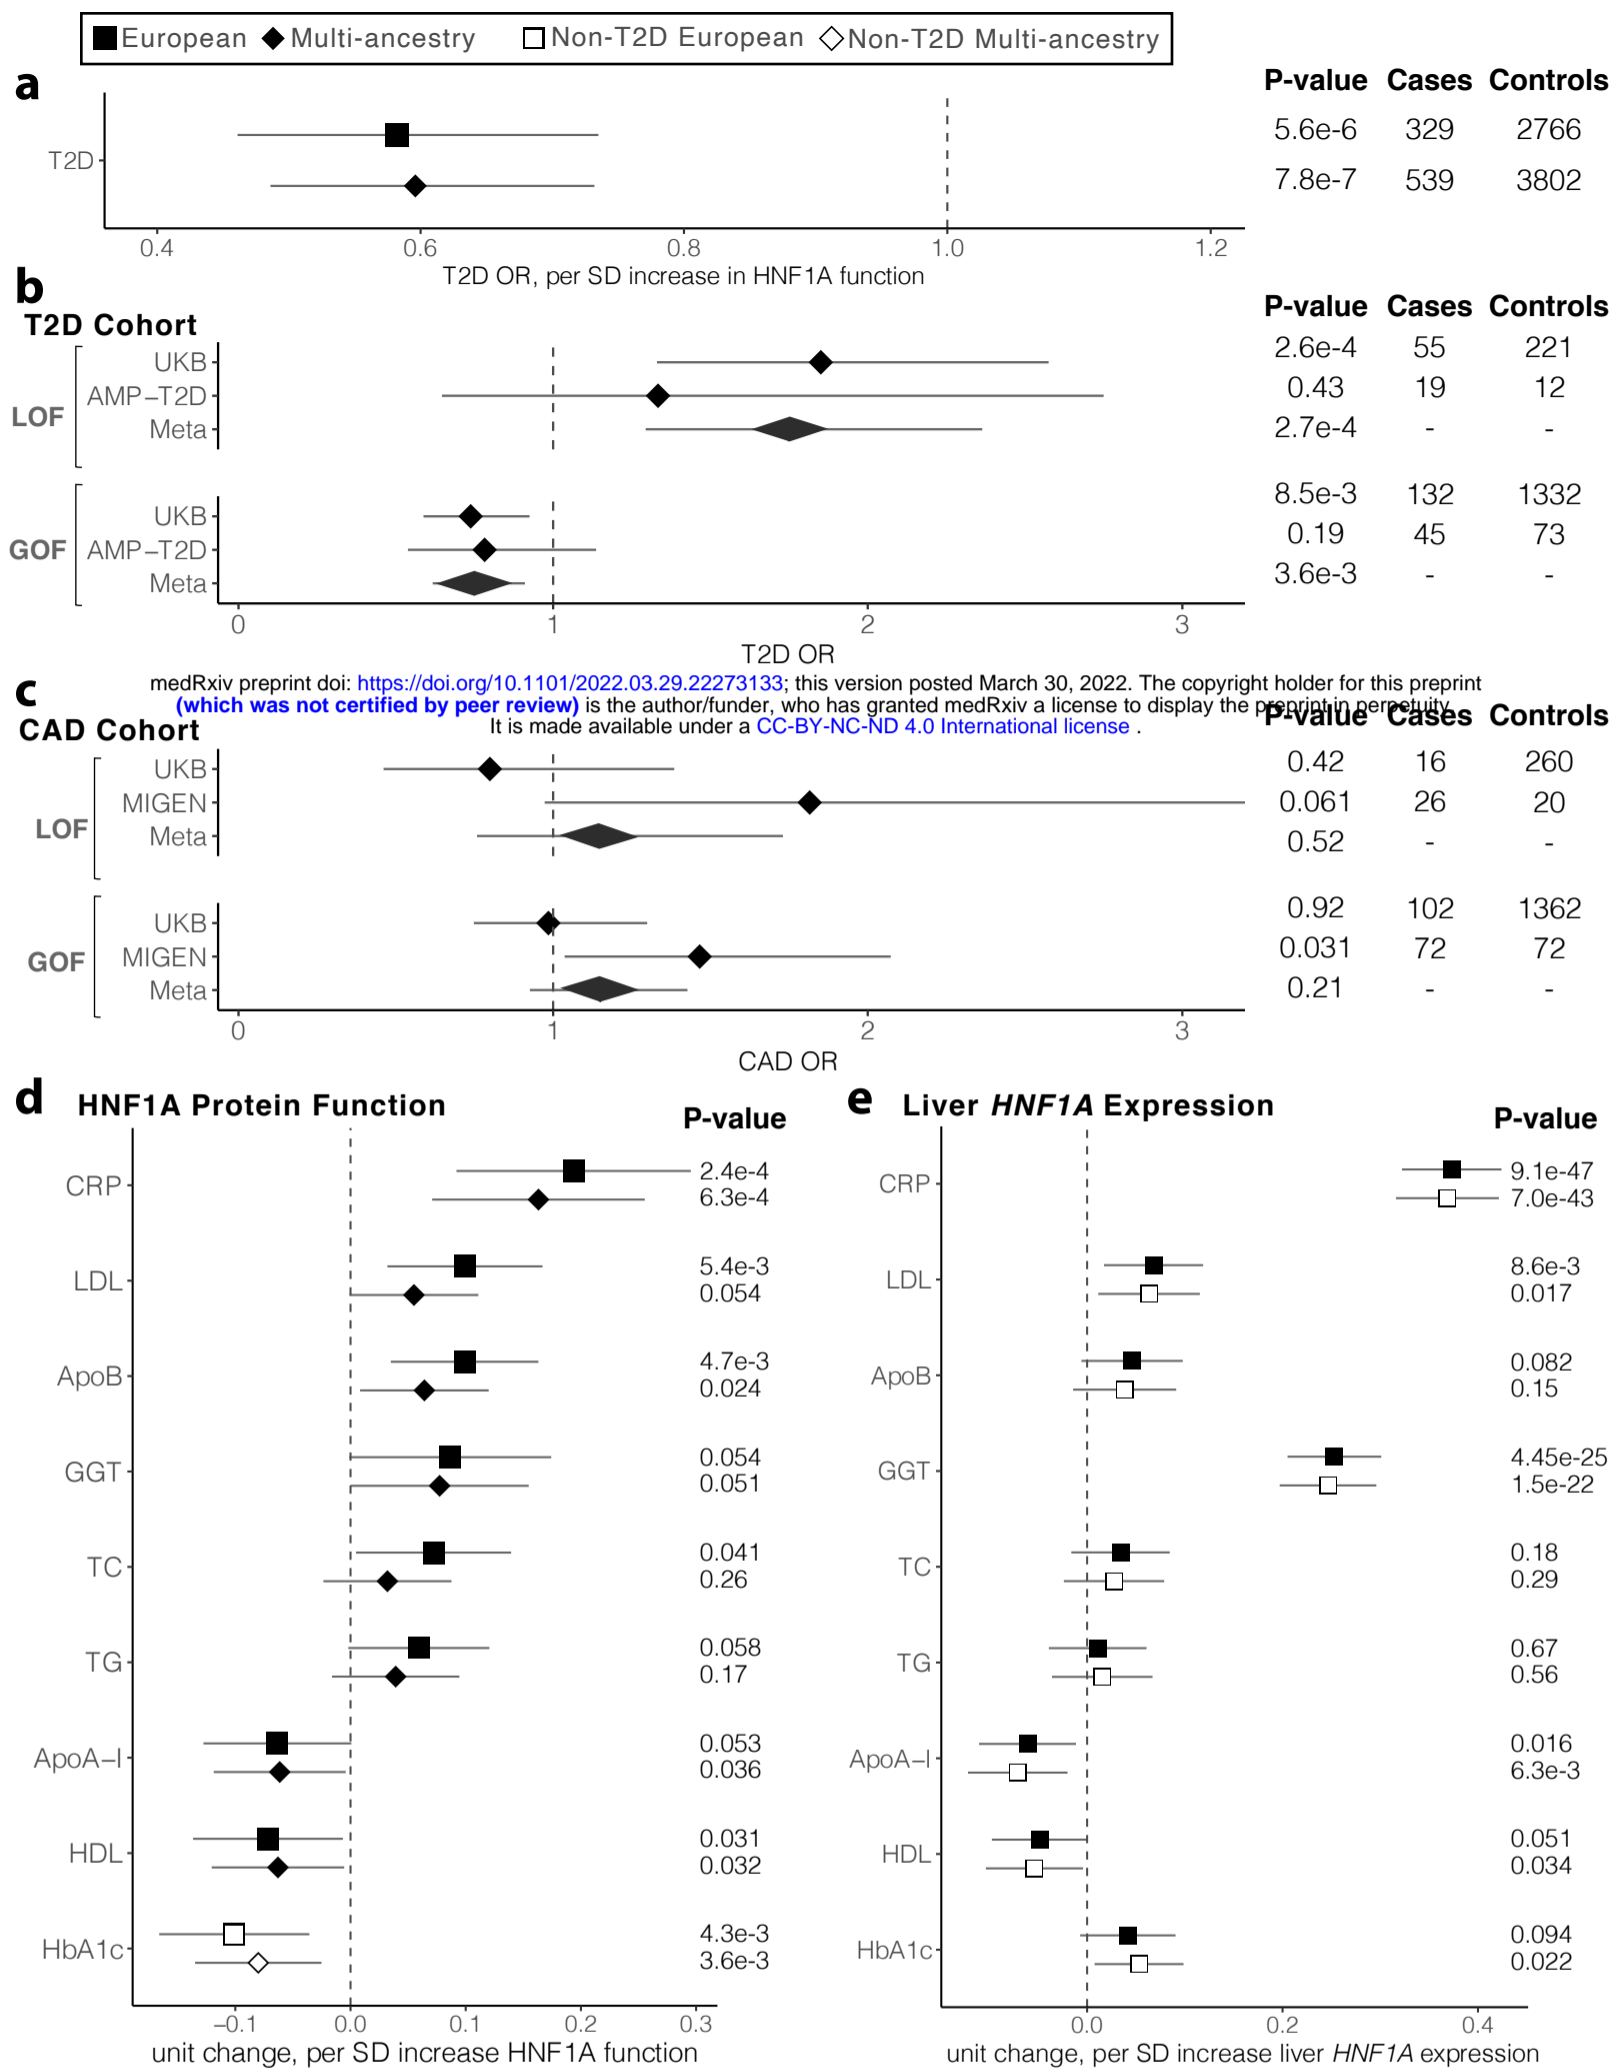 European Multi-ancestry Non-T2D European Non-T2D Multi-ancestry
a
P-value Cases Controls
5.6e-6 329 2766
T2D
7.8e-7 539 3802
0.4 0.6 0.8 1.0 1.2
T2D OR, per SD increase in HNF1A function
b
T2D Cohort
P-value Cases Controls
LOF
UKB 2.6e-4 55 221
AMP-T2D 0.43 19 12
Meta 2.7e-4 - -
GOF
UKB 8.5e-3 132 1332
AMP-T2D 0.19 45 73
Meta 3.6e-3 - -
0 1 2 3
T2D OR
medRxiv preprint doi: https://doi.org/10.1101/2022.03.29.22273133; this version posted March 30, 2022. The copyright holder for this preprint
(which was not certified by peer review) is the author/funder, who has granted medRxiv a license to display the preprint in perpetuity.
It is made available under a CC-BY-NC-ND 4.0 International license .
c
CAD Cohort
P-value Cases Controls
LOF
UKB 0.42 16 260
MIGEN 0.061 26 20
Meta 0.52 - -
GOF
UKB 0.92 102 1362
MIGEN 0.031 72 72
Meta 0.21 - -
0 1 2 3
CAD OR
d HNF1A Protein Function
P-value
CRP
2.4e-4
6.3e-4
LDL
5.4e-3
0.054
ApoB
4.7e-3
0.024
GGT
0.054
0.051
TC
0.041
0.26
TG
0.058
0.17
ApoA-I
0.053
0.036
HDL
0.031
0.032
HbA1c
4.3e-3
3.6e-3
-0.1 0.0 0.1 0.2 0.3
unit change, per SD increase HNF1A function
e Liver HNF1A Expression
P-value
CRP
9.1e-47
7.0e-43
LDL
8.6e-3
0.017
ApoB
0.082
0.15
GGT
4.45e-25
1.5e-22
TC
0.18
0.29
TG
0.67
0.56
ApoA-I
0.016
6.3e-3
HDL
0.051
0.034
HbA1c
0.094
0.022
0.0 0.2 0.4
unit change, per SD increase liver HNF1A expression